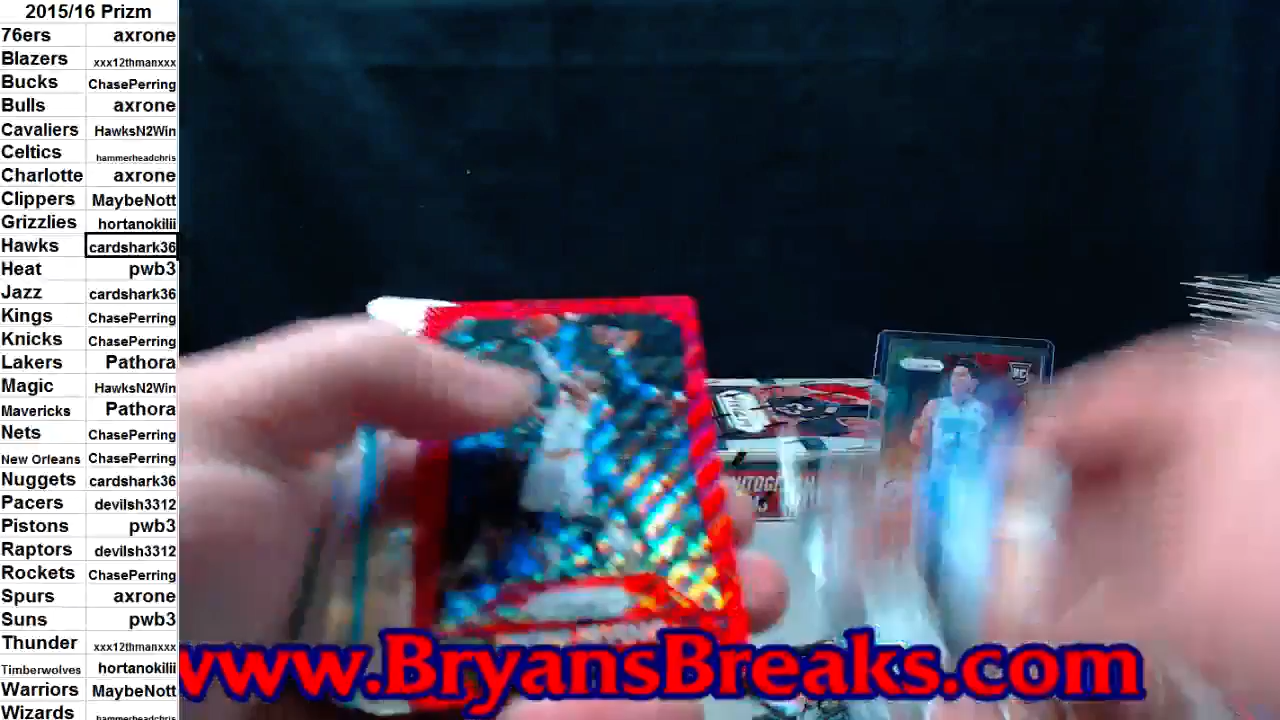 2015/16 Prizm
76ers axrone
Blazers xxx12thmanxxx
Bucks ChasePerring
Bulls axrone
Cavaliers HawksN2Win
Celtics hammerheadchris
Charlotte axrone
Clippers MaybeNott
Grizzlies hortanokilii
Hawks cardshark36
Heat pwb3
Jazz cardshark36
Kings ChasePerring
Knicks ChasePerring
Lakers Pathora
Magic HawksN2Win
Mavericks Pathora
Nets ChasePerring
New Orleans ChasePerring
Nuggets cardshark36
Pacers devilsh3312
Pistons pwb3
Raptors devilsh3312
Rockets ChasePerring
Spurs axrone
Suns pwb3
Thunder xxx12thmanxxx
Timberwolves hortanokilii
Warriors MaybeNott
Wizards hammerheadchris
RC
www.BryansBreaks.com